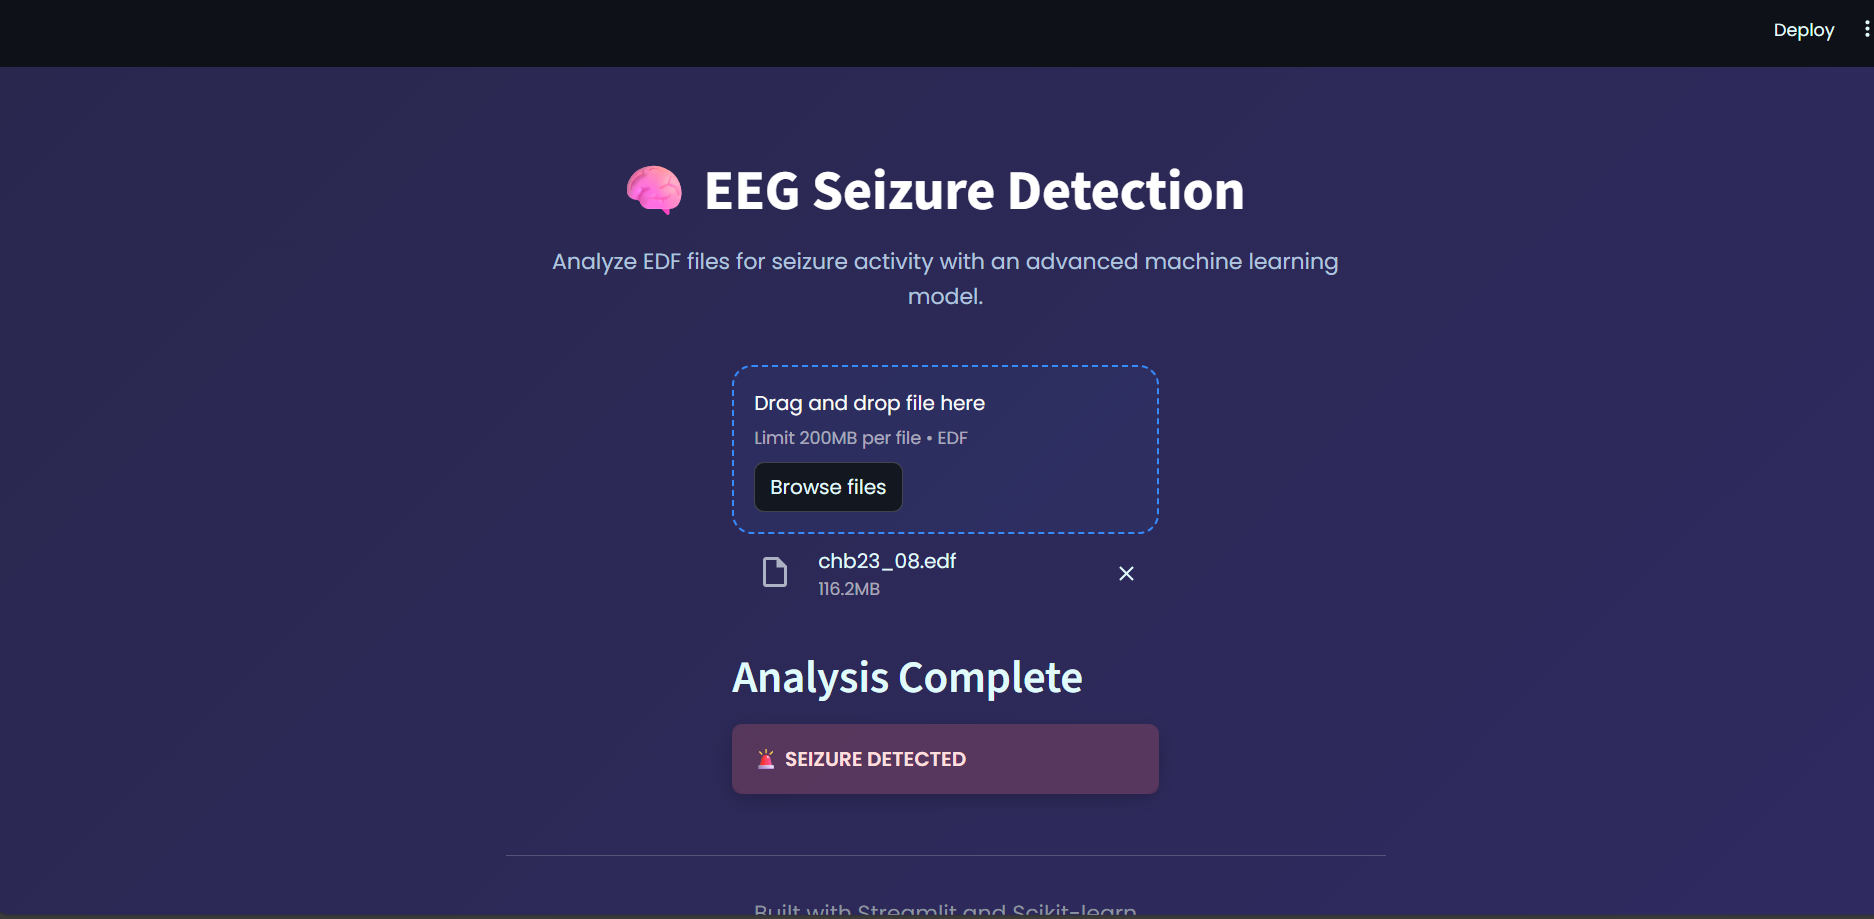 Deploy
EEG Seizure Detection
Analyze EDF files for seizure activity with an advanced machine learning
model.
Drag and drop file here
Limit 200MB per file • EDF
Browse files
chb23_08.edf
116.2MB
Analysis Complete
SEIZURE DETECTED
Built with Streamlit and Scikit-learn